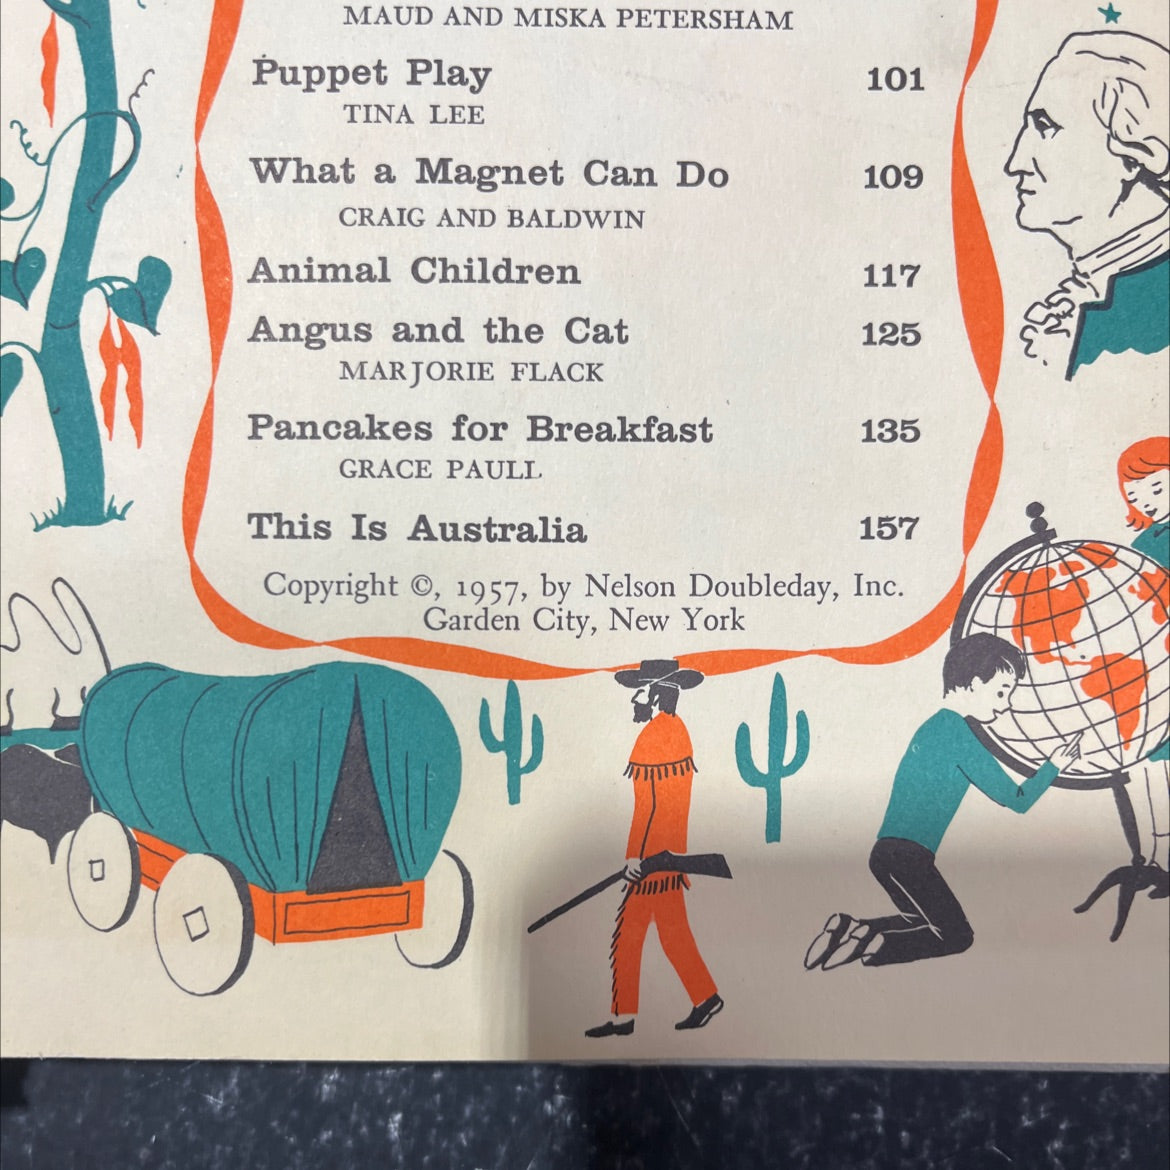 MAUD AND MISKA PETERSHAM
Puppet Play 101
TINA LEE
What a Magnet Can Do 109
CRAIG AND BALDWIN
Animal Children 117
Angus and the Cat 125
MARJORIE FLACK
Pancakes for Breakfast 135
GRACE PAULL
This Is Australia 157
Copyright ©, 1957, by Nelson Doubleday, Inc.
Garden City, New York